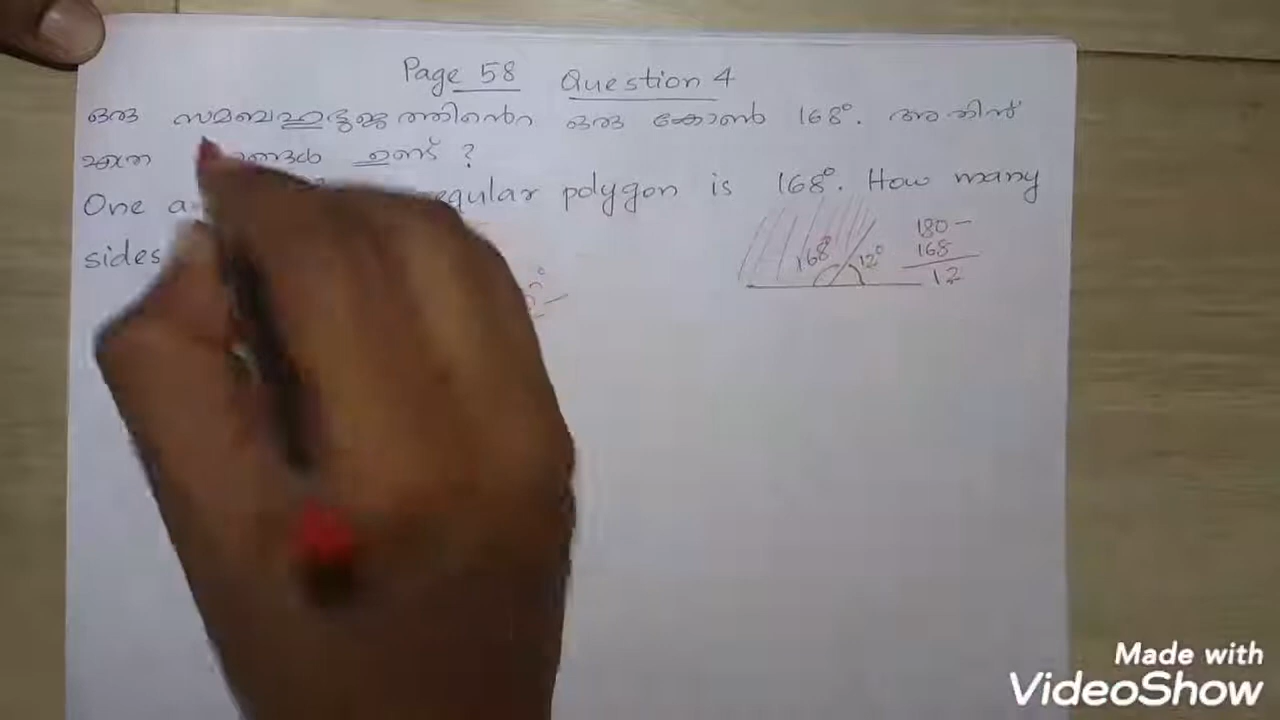 Page 58 Question 4
ഒരു സമബഹുഭുജത്തിന്റെ ഒരു കോൺ 168°. അതിന്
എത്ര ഉണ്ട് ?
One regular polygon is 168°. How many
sides
168° 12°
180 -
168
12
Made with
VideoShow